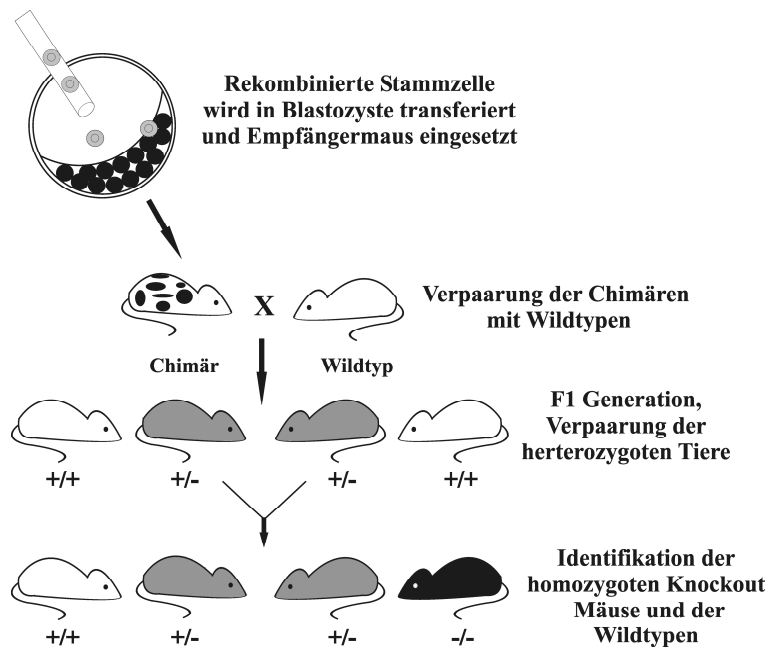 Rekombinierte Stammzelle
wird in Blastozyste transferiert
und Empfängermaus eingesetzt
X
Verpaarung der Chimären
mit Wildtypen
Chimär
Wildtyp
F1 Generation,
Verpaarung der
herterozygoten Tiere
+/+ +/- +/- +/+
Identifikation der
homozygoten Knockout
Mäuse und der
Wildtypen
+/+ +/- +/- -/-